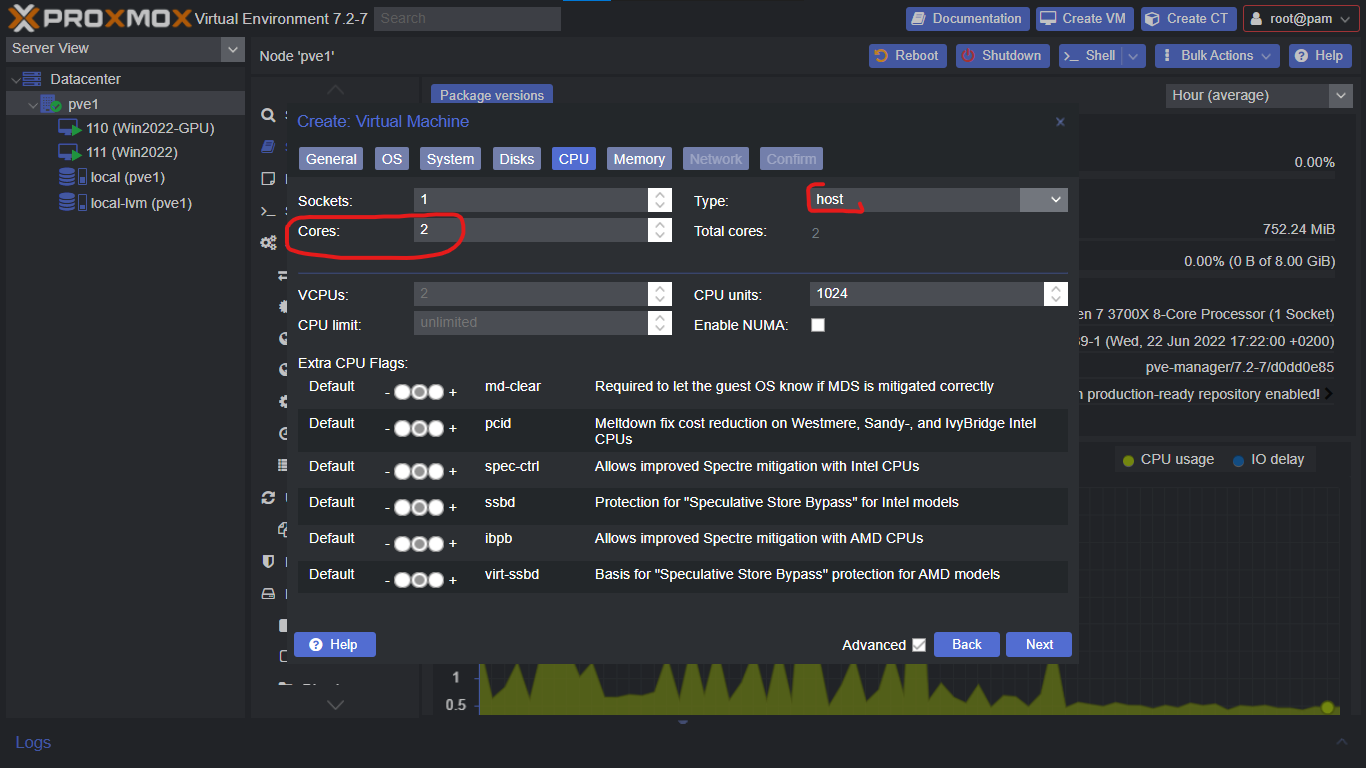 PROXMOX Virtual Environment 7.2-7 Search Documentation Create VM Create CT root@pam
Server View
Node 'pve1' Reboot Shutdown Shell Bulk Actions Help
Datacenter
pve1
110 (Win2022-GPU)
111 (Win2022)
local (pve1)
local-lvm (pve1)
Package versions Hour (average)
Create: Virtual Machine
General OS System Disks CPU Memory Network Confirm
Sockets: 1 Type: host
Cores: 2 Total cores: 2
VCPUs: 2 CPU units: 1024
CPU limit: unlimited Enable NUMA:
Extra CPU Flags:
Default - + md-clear Required to let the guest OS know if MDS is mitigated correctly
Default - + pcid Meltdown fix cost reduction on Westmere, Sandy-, and IvyBridge Intel
CPUs
Default - + spec-ctrl Allows improved Spectre mitigation with Intel CPUs
Default - + ssbd Protection for "Speculative Store Bypass" for Intel models
Default - + ibpb Allows improved Spectre mitigation with AMD CPUs
Default - + virt-ssbd Basis for "Speculative Store Bypass" protection for AMD models
Help Advanced Back Next
0.00%
752.24 MiB
0.00% (0 B of 8.00 GiB)
en 7 3700X 8-Core Processor (1 Socket)
59-1 (Wed, 22 Jun 2022 17:22:00 +0200)
pve-manager/7.2-7/d0dd0e85
production-ready repository enabled!
CPU usage IO delay
1
0.5
Logs